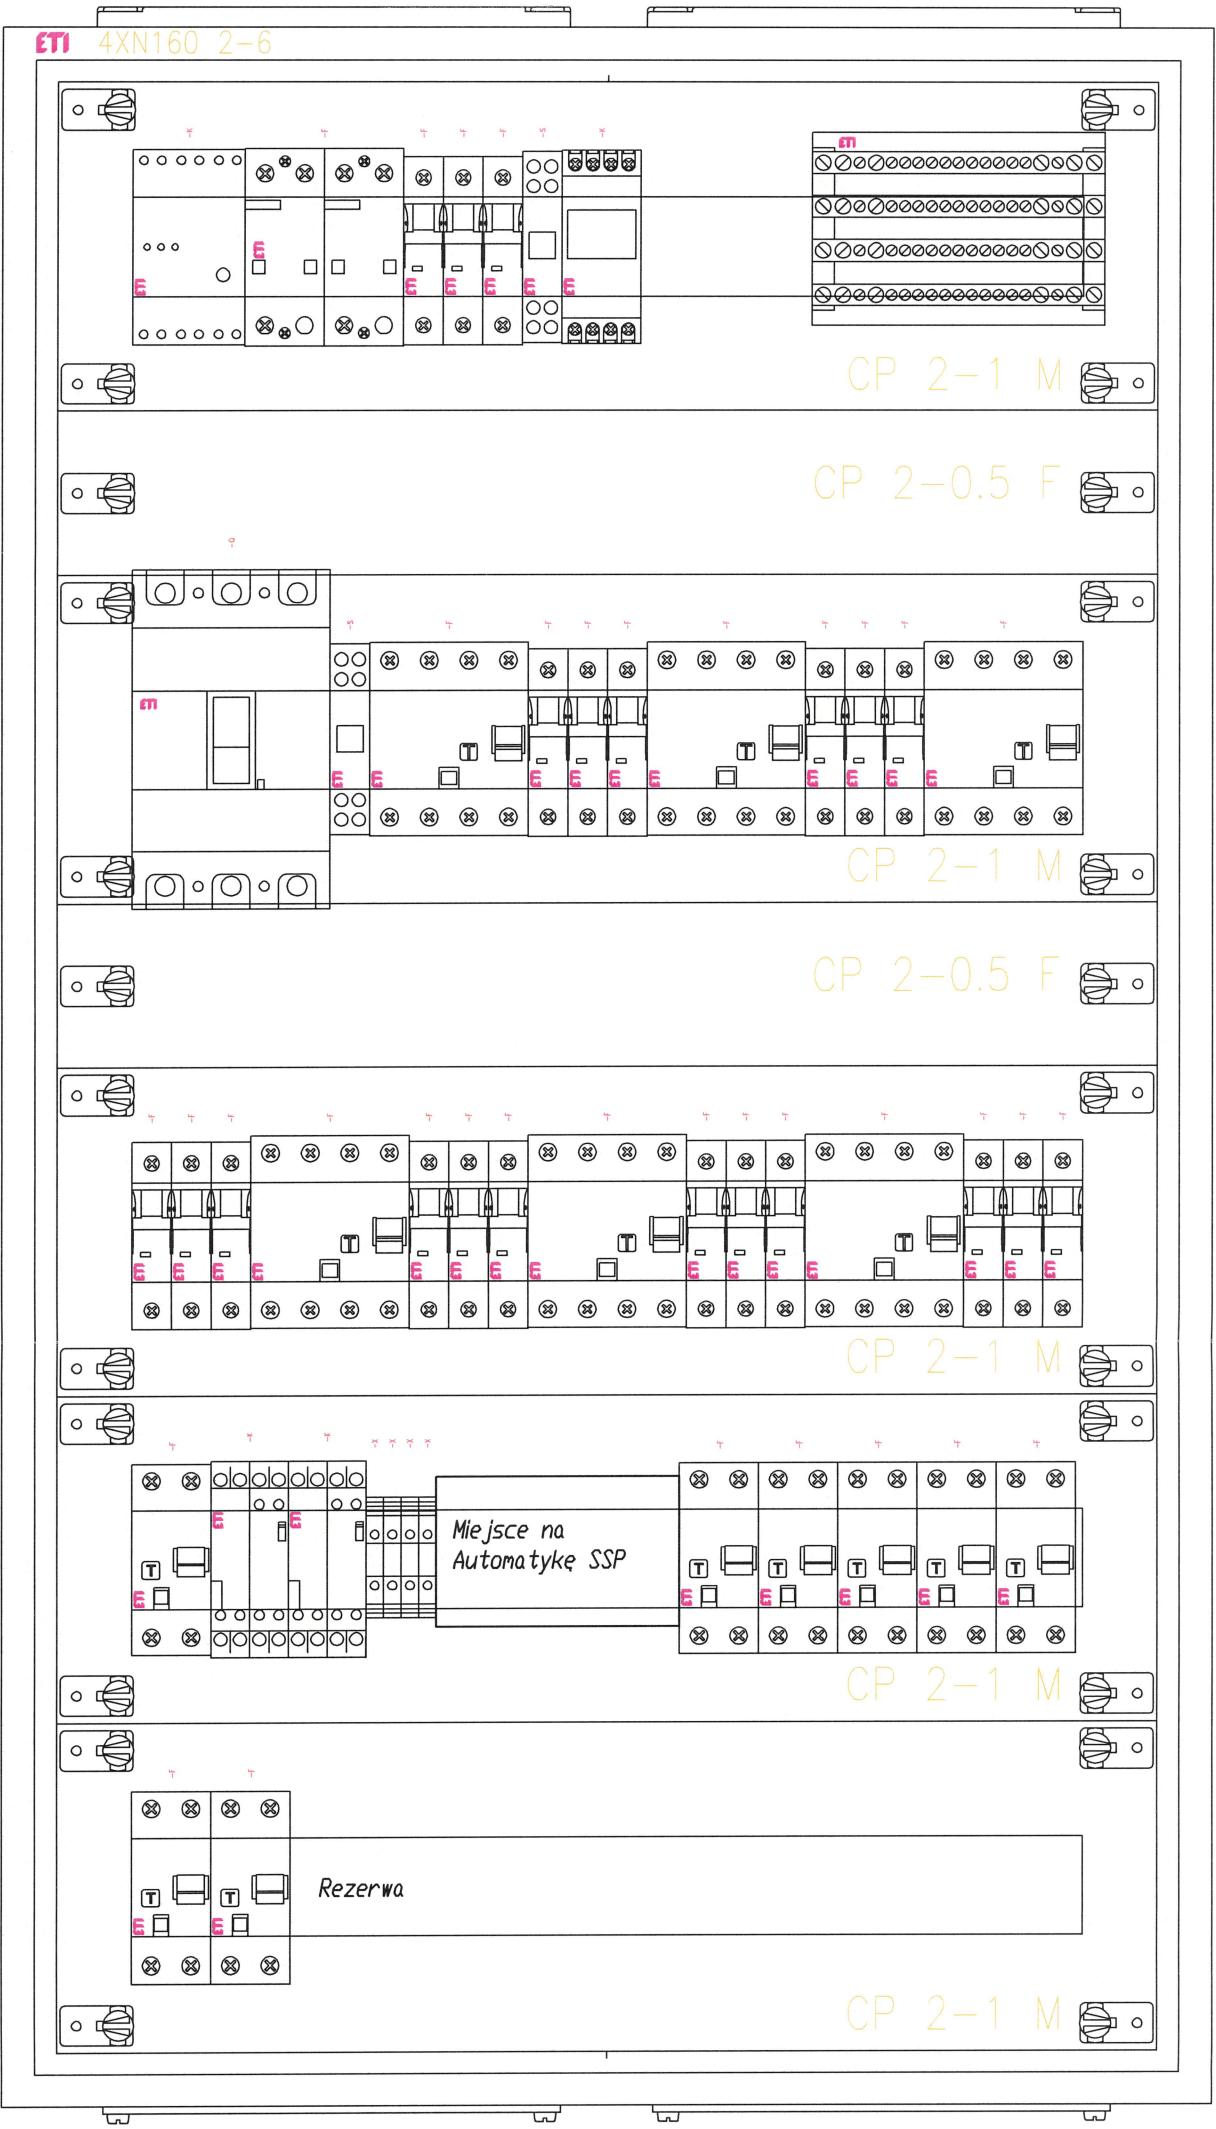 ETI 4XN160 2-6
-K -F -F -F -F -S -K
ETI
E E E E E E E
CP 2-1 M
CP 2-0.5 F
-Q
-S -F -F -F -F -F -F -F -F -F
ETI
T T T
E E E E E E E E E E
CP 2-1 M
CP 2-0.5 F
-F -F -F -F -F -F -F -F -F -F -F -F -F -F -F
T T T
E E E E E E E E E E E E E E E
CP 2-1 M
-F -K -K -X -X -X -X -F -F -F -F -F
E E
Miejsce na
Automatykę SSP
T T T T T T
E E E E E E
CP 2-1 M
-F -F
Rezerwa
T T
E E
CP 2-1 M